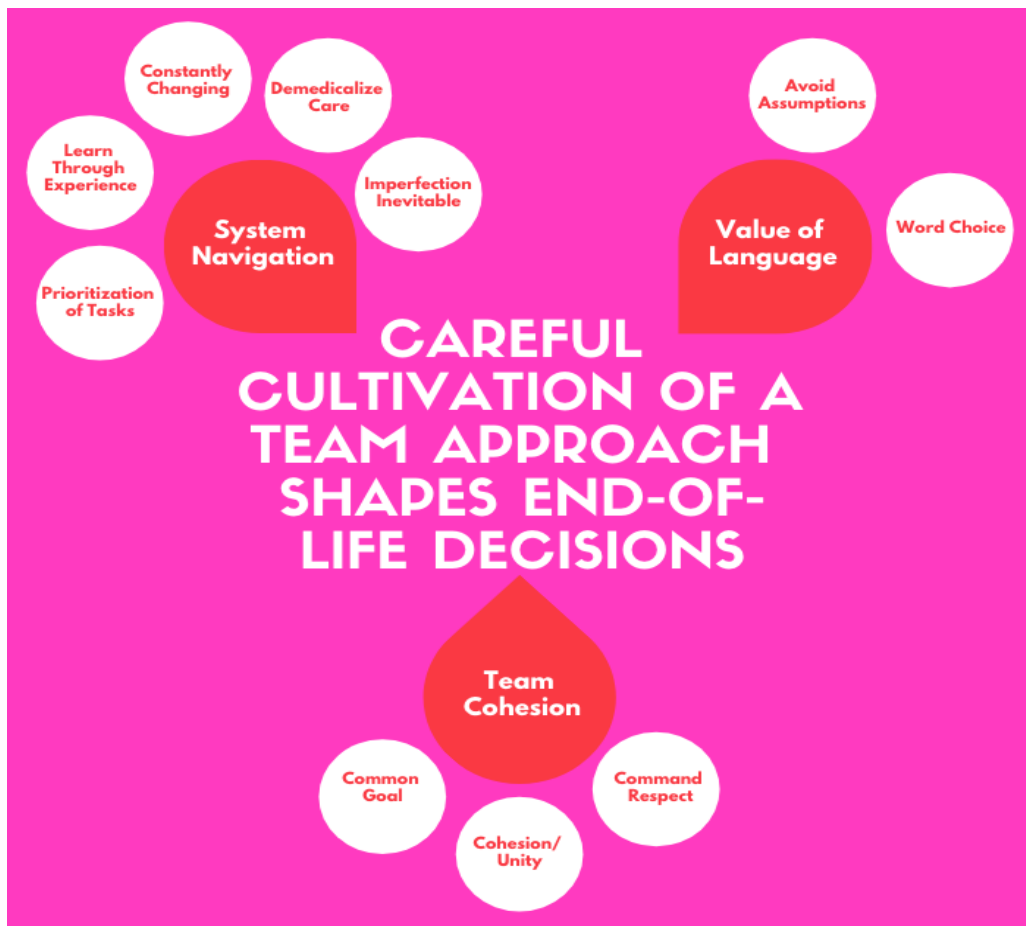 Constantly
Changing
Demedicalize
Care
Learn
Through
Experience
Imperfection
Inevitable
Prioritization
of Tasks
System
Navigation
Avoid
Assumptions
Word Choice
Value of
Language
CAREFUL
CULTIVATION OF A
TEAM APPROACH
SHAPES END-OF-
LIFE DECISIONS
Team
Cohesion
Common
Goal
Cohesion/
Unity
Command
Respect